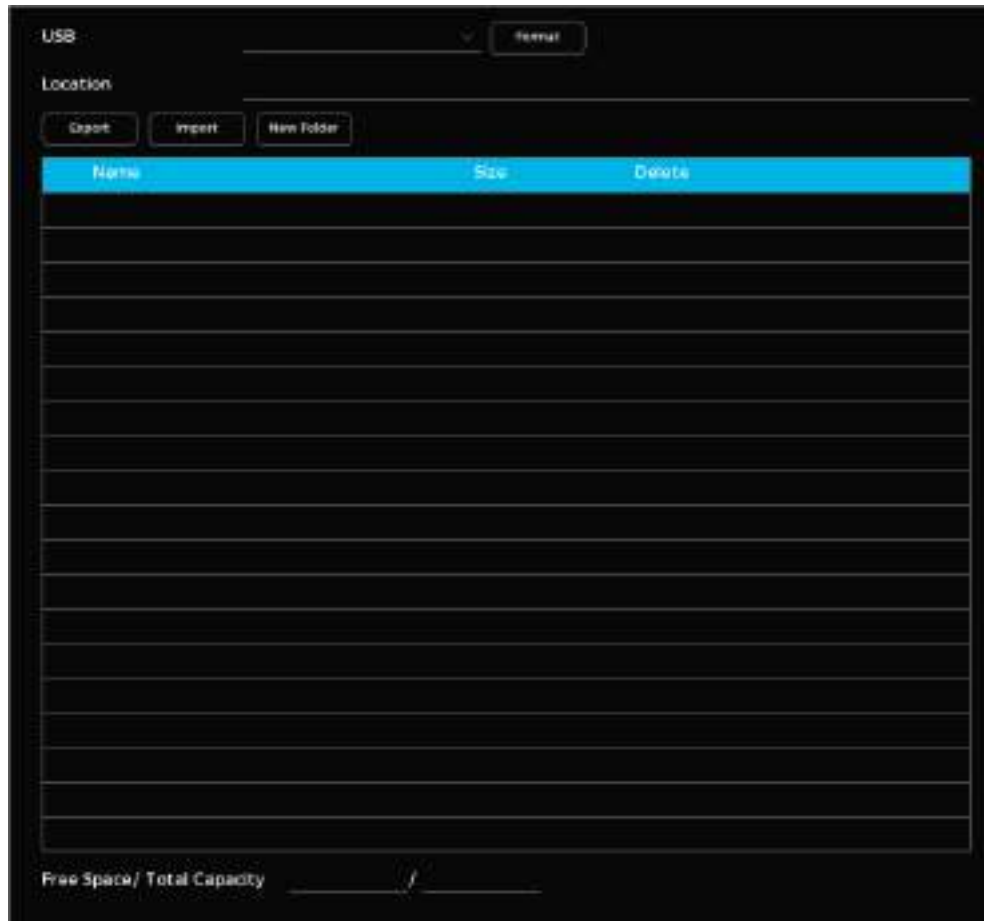 USB Format
Location
Export Import New Folder
Name Size Delete
Free Space/ Total Capacity /